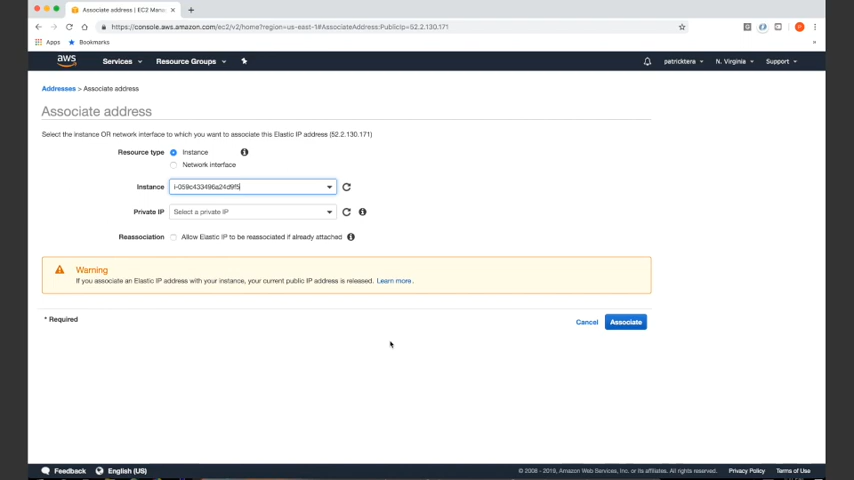 Associate address | EC2 Mana
https://console.aws.amazon.com/ec2/v2/home?region=us-east-1#AssociateAddress:PublicIp=52.2.130.171
Apps Bookmarks
aws Services Resource Groups patricktera N. Virginia Support
Addresses > Associate address
Associate address
Select the instance OR network interface to which you want to associate this Elastic IP address (52.2.130.171)
Resource type Instance
Network interface
Instance i-059c433496a24d9f5
Private IP Select a private IP
Reassociation Allow Elastic IP to be reassociated if already attached
Warning
If you associate an Elastic IP address with your instance, your current public IP address is released. Learn more.
* Required
Cancel Associate
Feedback English (US) © 2008 - 2019, Amazon Web Services, Inc. or its affiliates. All rights reserved. Privacy Policy Terms of Use